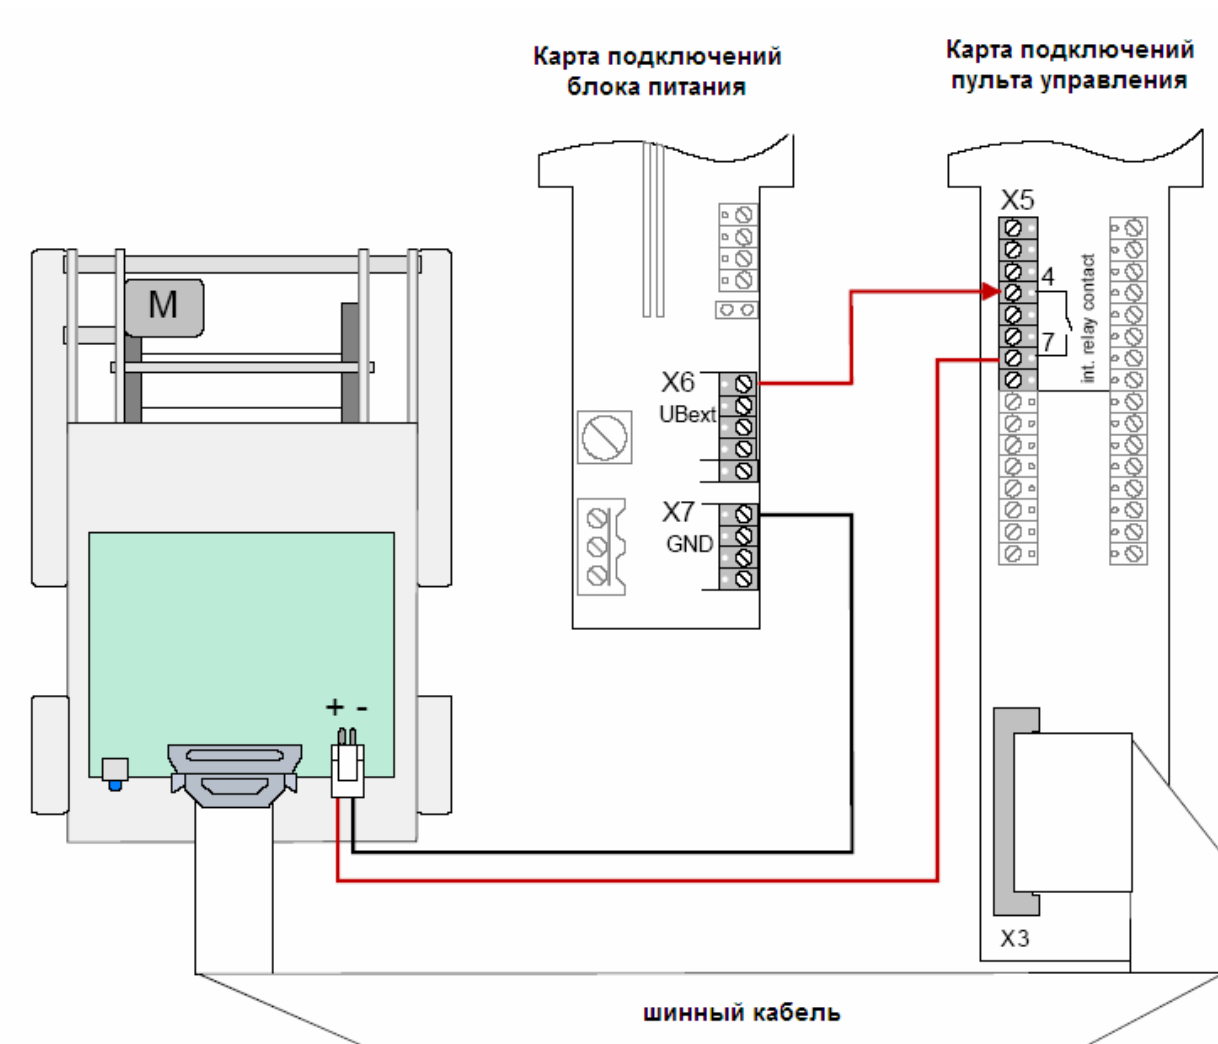 Карта подключений
блока питания
Карта подключений
пульта управления
X5
4
7
int. relay contact
M
X6
UBext
X7
GND
+ -
X3
шинный кабель